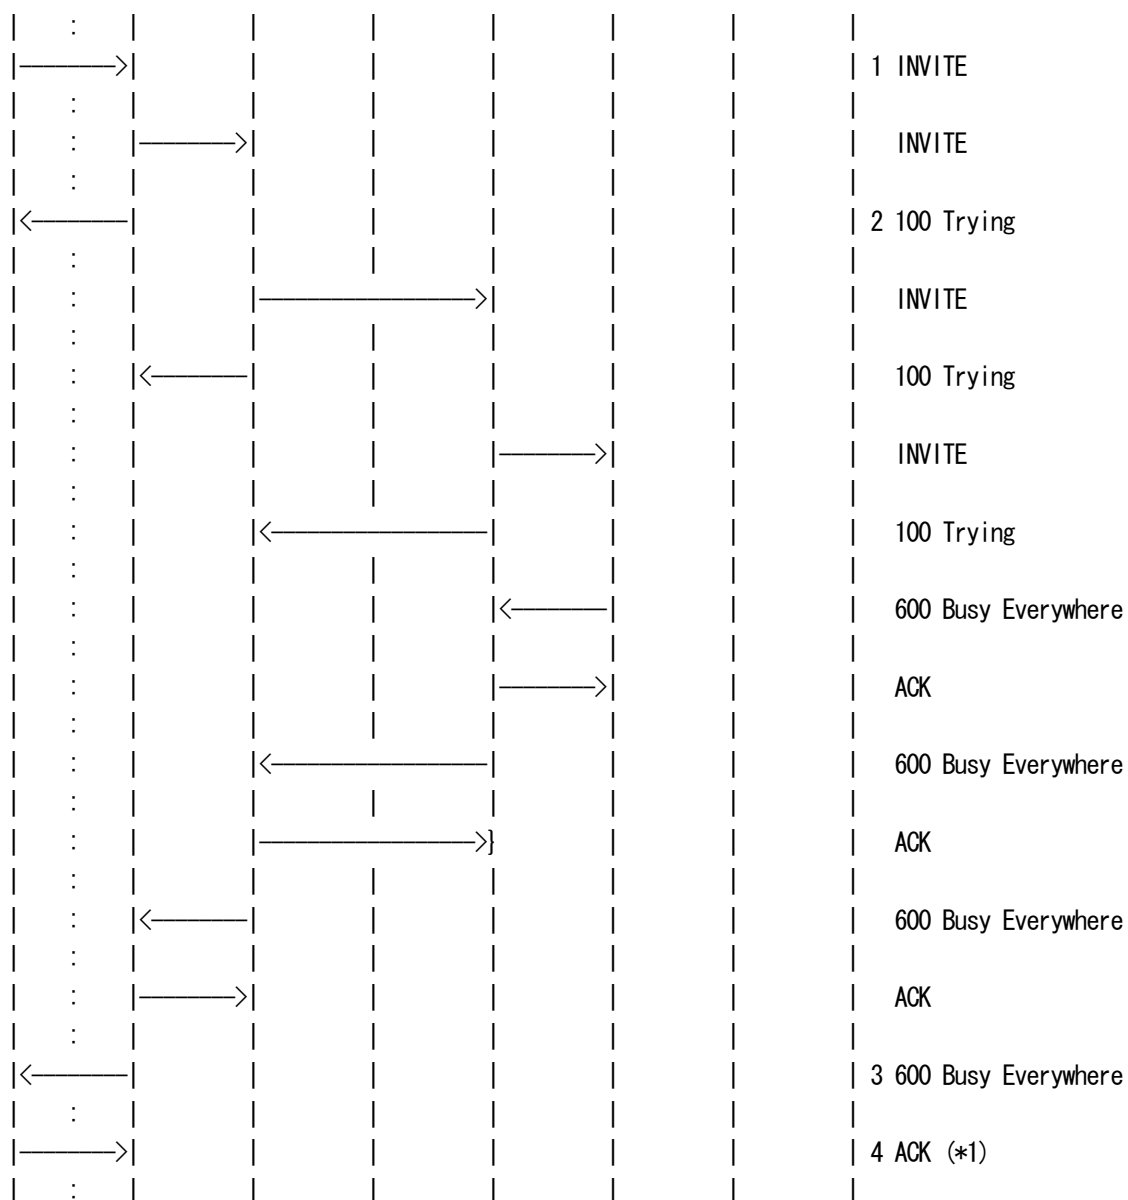 1 INVITE
INVITE
2 100 Trying
INVITE
100 Trying
INVITE
100 Trying
600 Busy Everywhere
ACK
600 Busy Everywhere
ACK
600 Busy Everywhere
ACK
3 600 Busy Everywhere
4 ACK (*1)